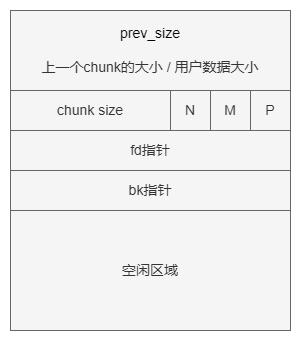 prev_size
上一个chunk的大小 / 用户数据大小
chunk size N M P
fd指针
bk指针
空闲区域